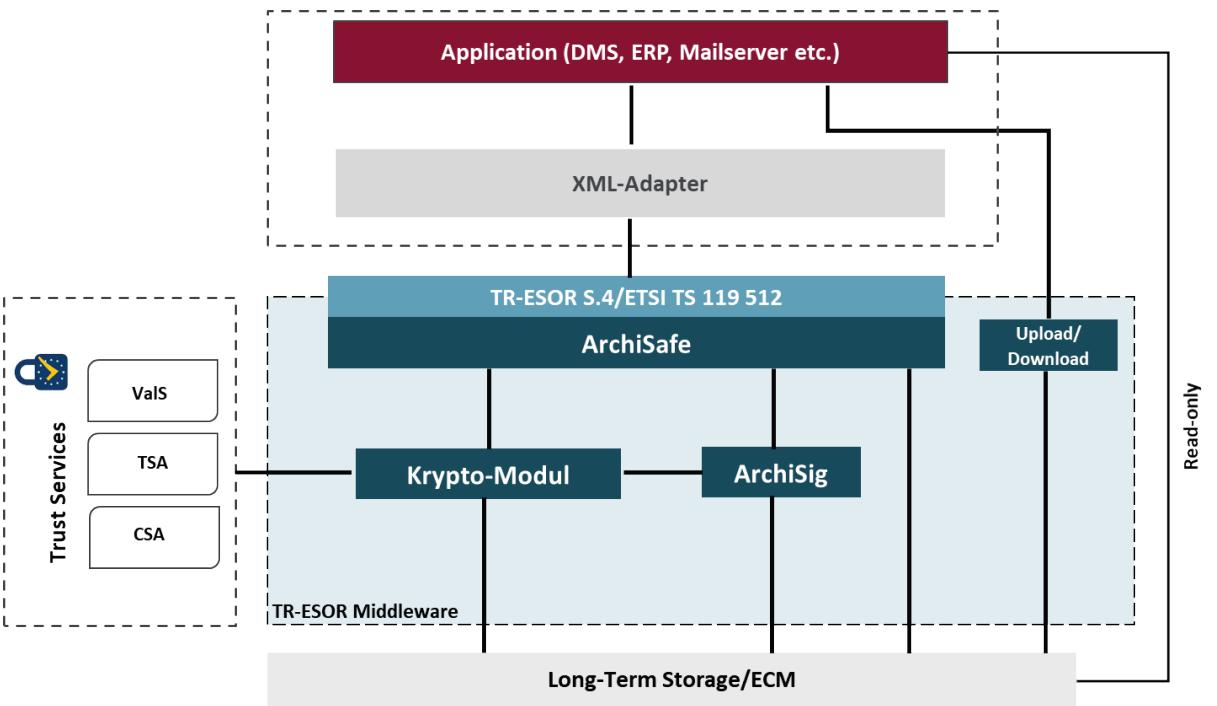 Application (DMS, ERP, Mailserver etc.)
XML-Adapter
TR-ESOR S.4/ETSI TS 119 512
ArchiSafe
Upload/
Download
Read-only
Trust Services
ValS
TSA
CSA
Krypto-Modul
ArchiSig
TR-ESOR Middleware
Long-Term Storage/ECM